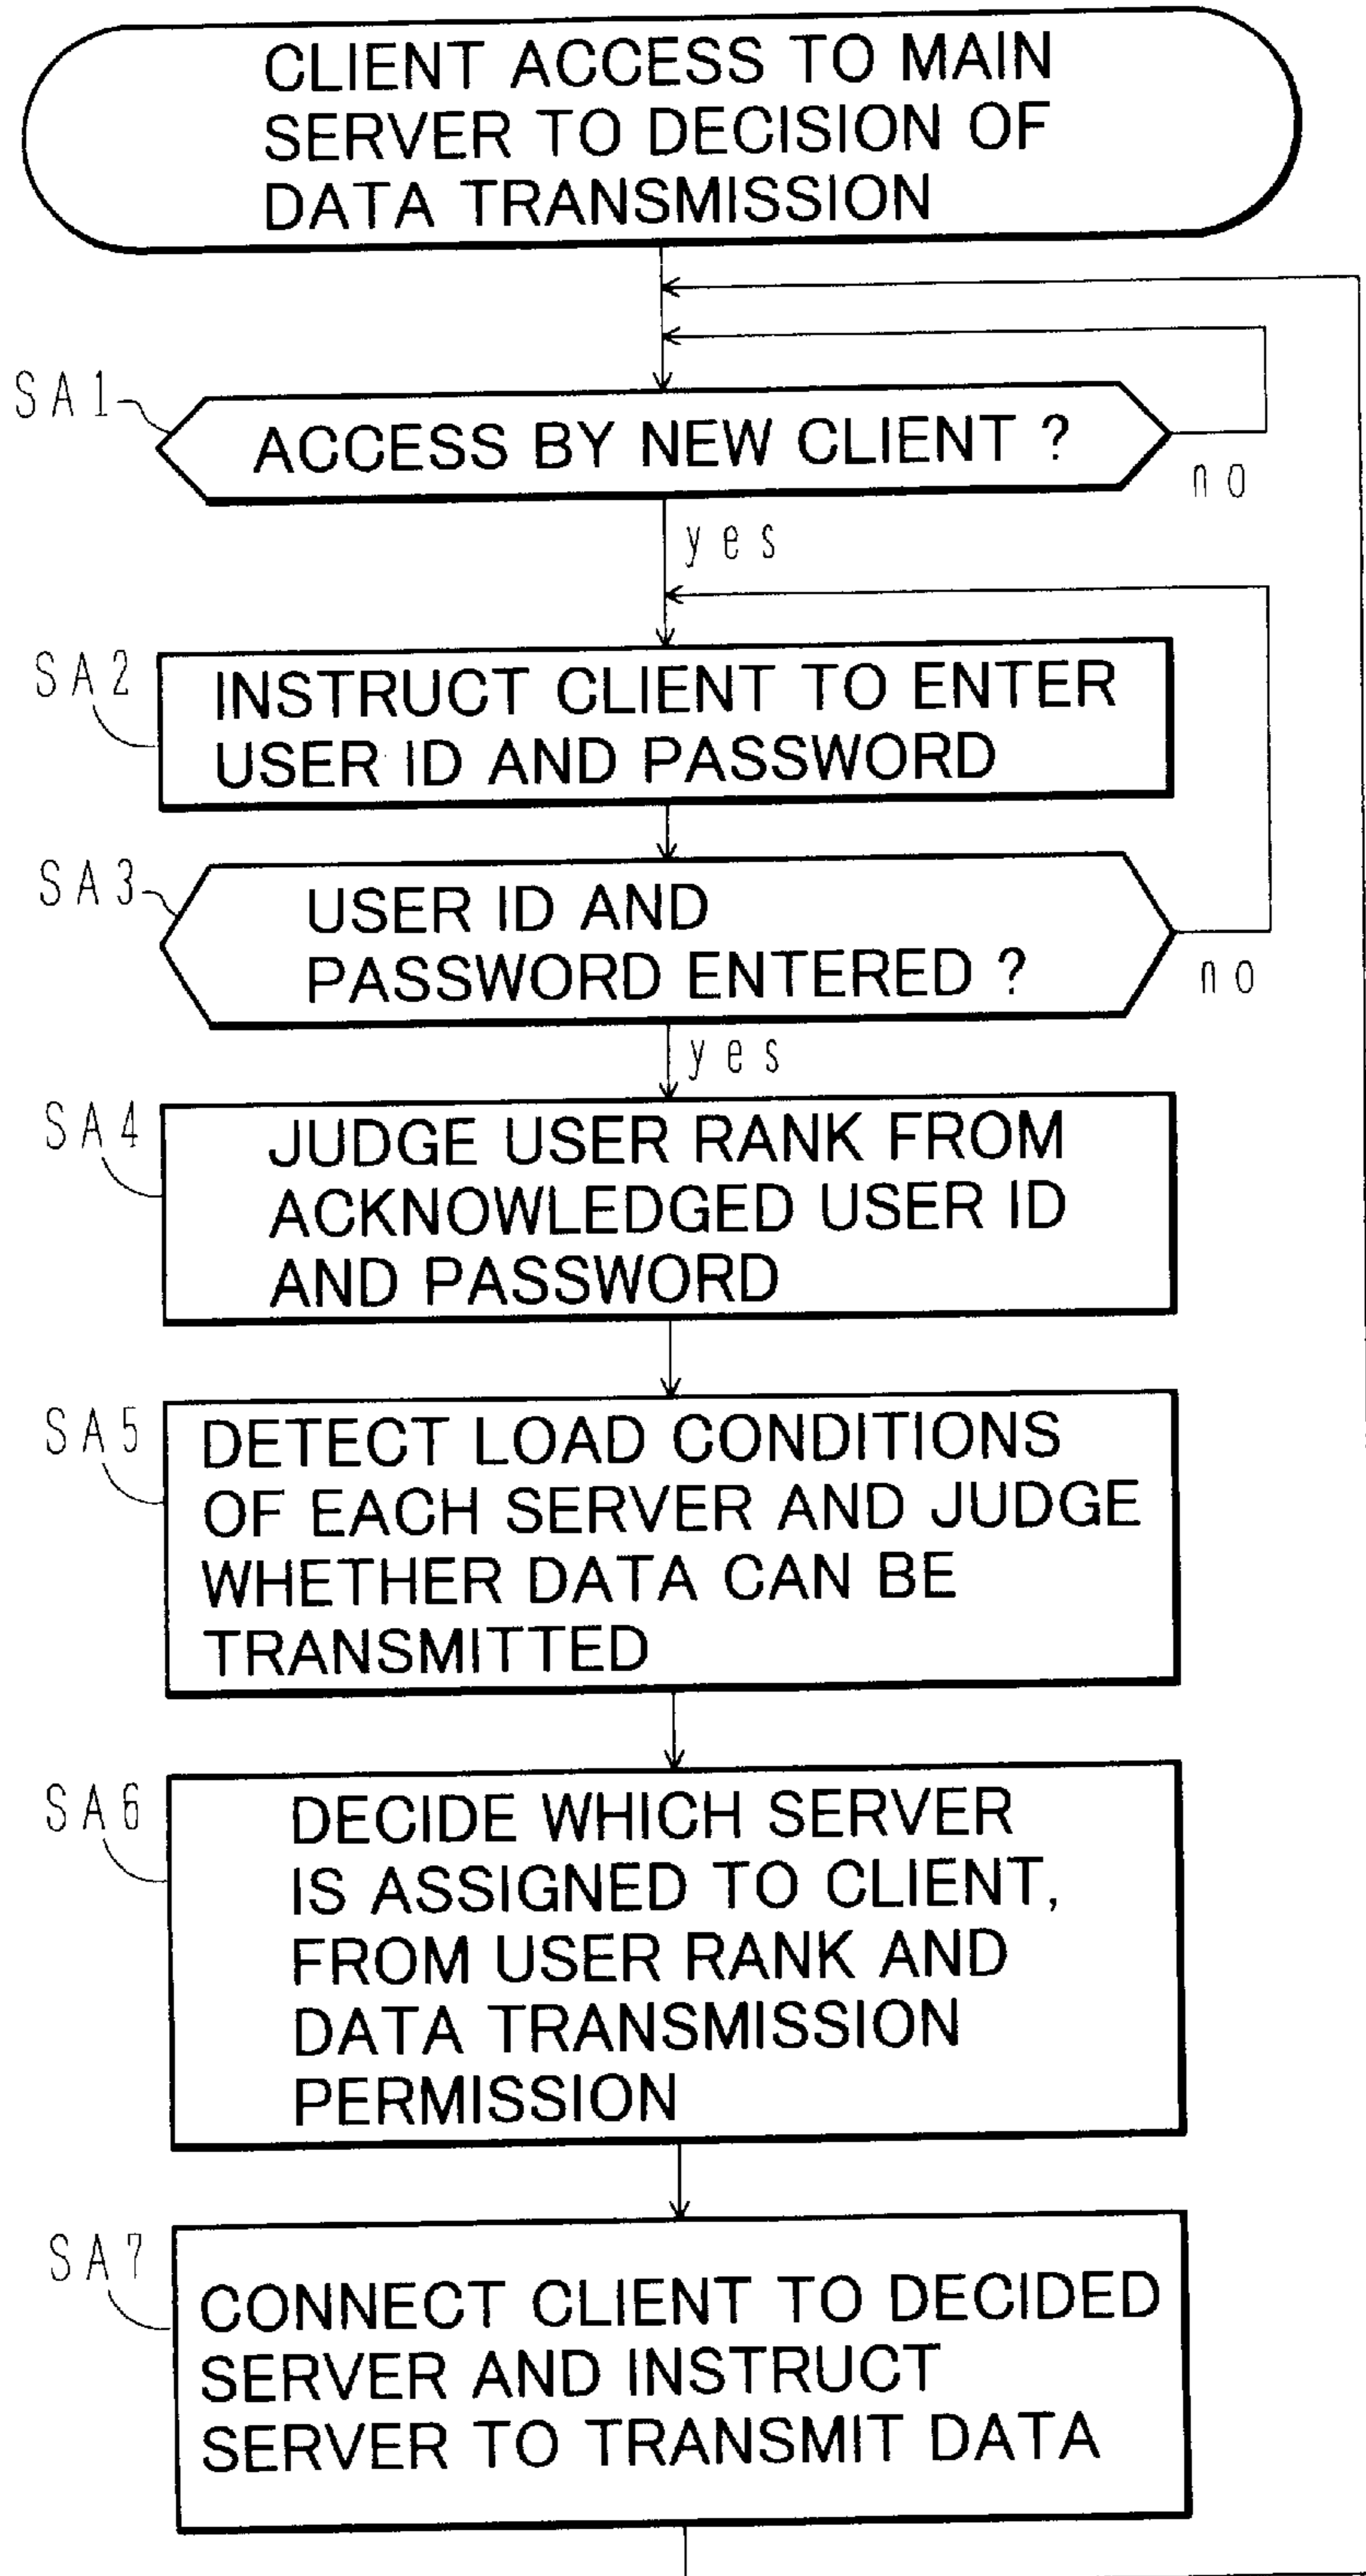 CLIENT ACCESS TO MAIN
SERVER TO DECISION OF
DATA TRANSMISSION
SA1
ACCESS BY NEW CLIENT ?
no
yes
SA2
INSTRUCT CLIENT TO ENTER
USER ID AND PASSWORD
SA3
USER ID AND
PASSWORD ENTERED ?
no
yes
SA4
JUDGE USER RANK FROM
ACKNOWLEDGED USER ID
AND PASSWORD
SA5
DETECT LOAD CONDITIONS
OF EACH SERVER AND JUDGE
WHETHER DATA CAN BE
TRANSMITTED
SA6
DECIDE WHICH SERVER
IS ASSIGNED TO CLIENT,
FROM USER RANK AND
DATA TRANSMISSION
PERMISSION
SA7
CONNECT CLIENT TO DECIDED
SERVER AND INSTRUCT
SERVER TO TRANSMIT DATA